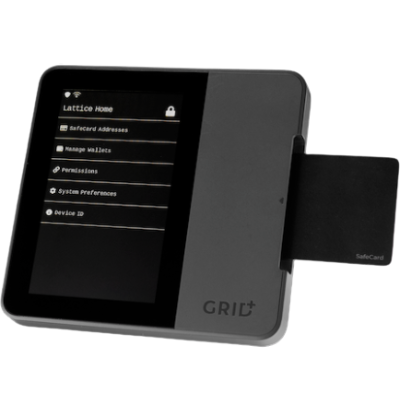 Lattice Home
SafeCard Addresses
Manage Wallets
Permissions
System Preferences
Device ID
GRID+
SafeCard